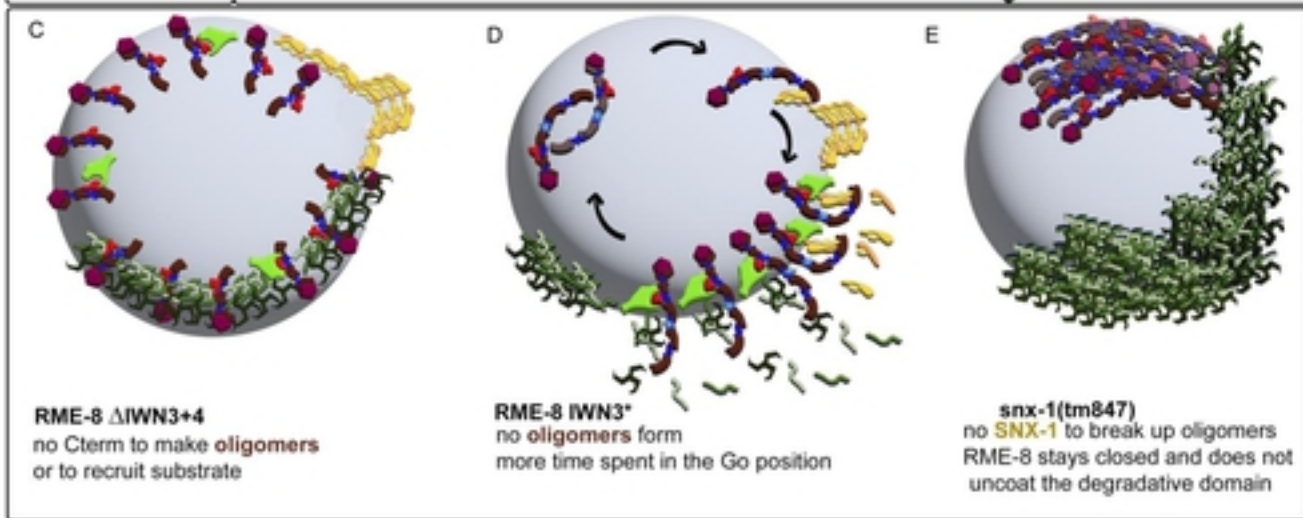 C
D
E
RME-8 ΔIWN3+4
no Cterm to make oligomers
or to recruit substrate
RME-8 IWN3*
no oligomers form
more time spent in the Go position
snx-1(tm847)
no SNX-1 to break up oligomers
RME-8 stays closed and does not
uncoat the degradative domain